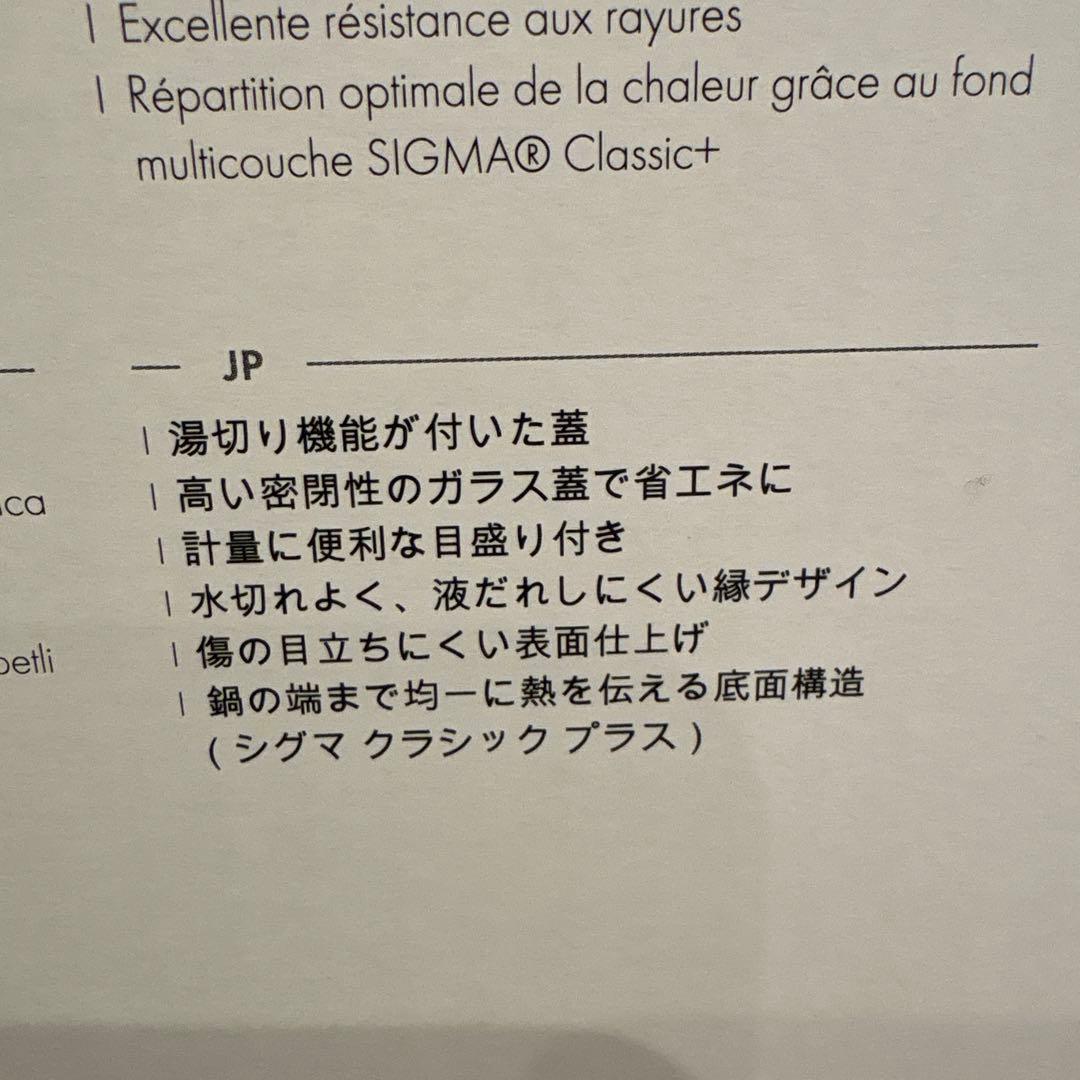 | Excellente résistance aux rayures
| Répartition optimale de la chaleur grâce au fond
multicouche SIGMA® Classic+
JP
| 湯切り機能が付いた蓋
| 高い密閉性のガラス蓋で省エネに
| 計量に便利な目盛り付き
| 水切れよく、液だれしにくい縁デザイン
| 傷の目立ちにくい表面仕上げ
| 鍋の端まで均一に熱を伝える底面構造
( シグマ クラシック プラス )